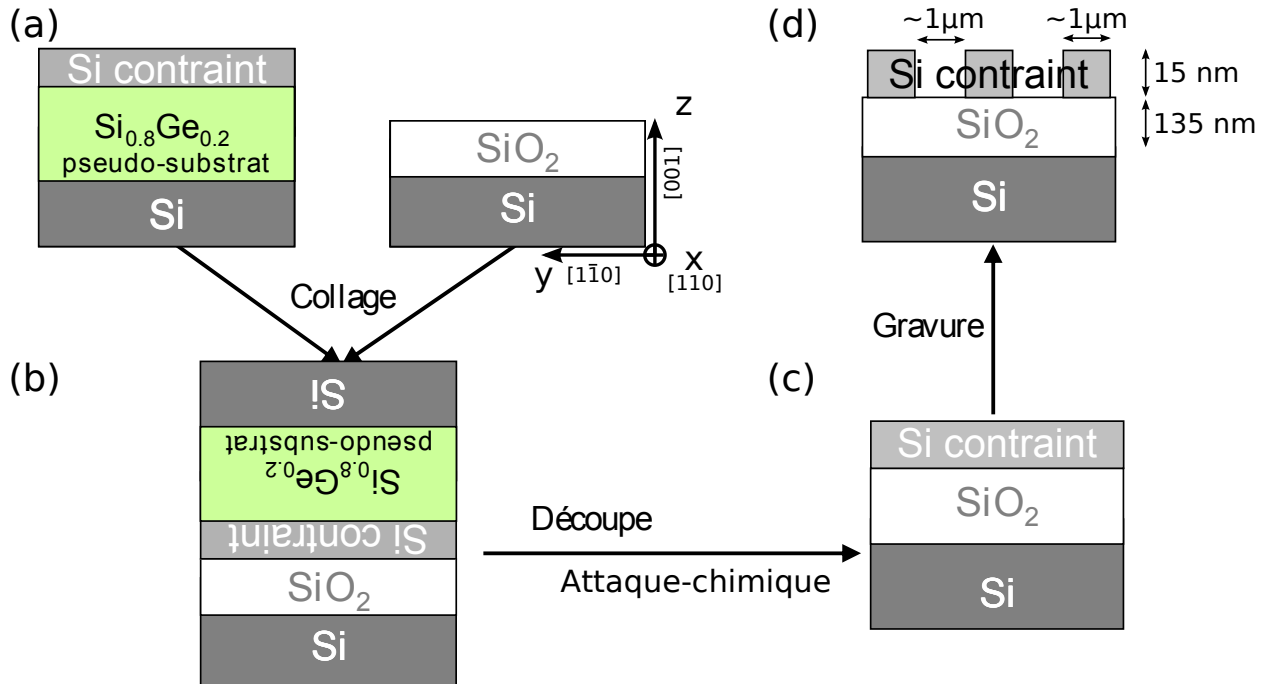 (a)
Si contraint
Si0.8Ge0.2
pseudo-substrat
Si
SiO2
Si
z
[001]
y
[11̅0]
x
[110]
Collage
(b)
Si
pseudo-substrat
Si0.8Ge0.2
Si contraint
SiO2
Si
Découpe
Attaque-chimique
(c)
Si contraint
SiO2
Si
Gravure
(d)
~1µm
~1µm
Si contraint
15 nm
SiO2
135 nm
Si